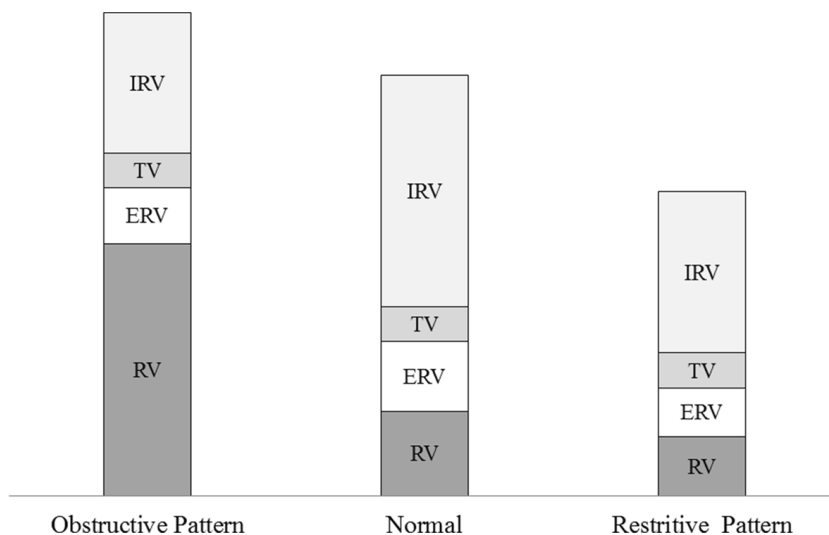 IRV
TV
ERV
RV
IRV
TV
ERV
RV
IRV
TV
ERV
RV
Obstructive Pattern
Normal
Restritive Pattern